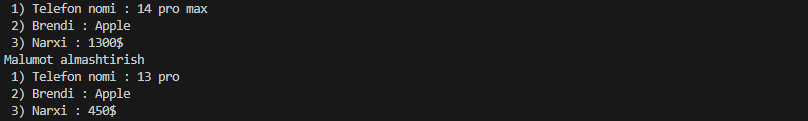 1) Telefon nomi : 14 pro max
2) Brendi : Apple
3) Narxi : 1300$
Malumot almashtirish
1) Telefon nomi : 13 pro
2) Brendi : Apple
3) Narxi : 450$